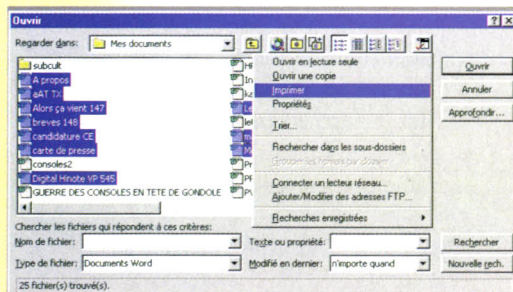 Ouvrir
Regarder dans: Mes documents
subcult
A propos
aAT TX
Alors ça vient 147
breves 148
candidature CE
carte de presse
consoles2
Digital Hinote VP 545
GUERRE DES CONSOLES EN TETE DE GONDOLE
Ouvrir en lecture seule
Ouvrir une copie
Imprimer
Propriétés
Trier...
Rechercher dans les sous-dossiers
Grouper les fichiers par dossier
Connecter un lecteur réseau...
Ajouter/Modifier des adresses FTP...
Recherches enregistrées
Ouvrir
Annuler
Approfondir...
Chercher les fichiers qui répondent à ces critères:
Nom de fichier: Texte ou propriété: Rechercher
Type de fichier: Documents Word Modifié en dernier: n'importe quand Nouvelle rech.
25 fichier(s) trouvé(s).